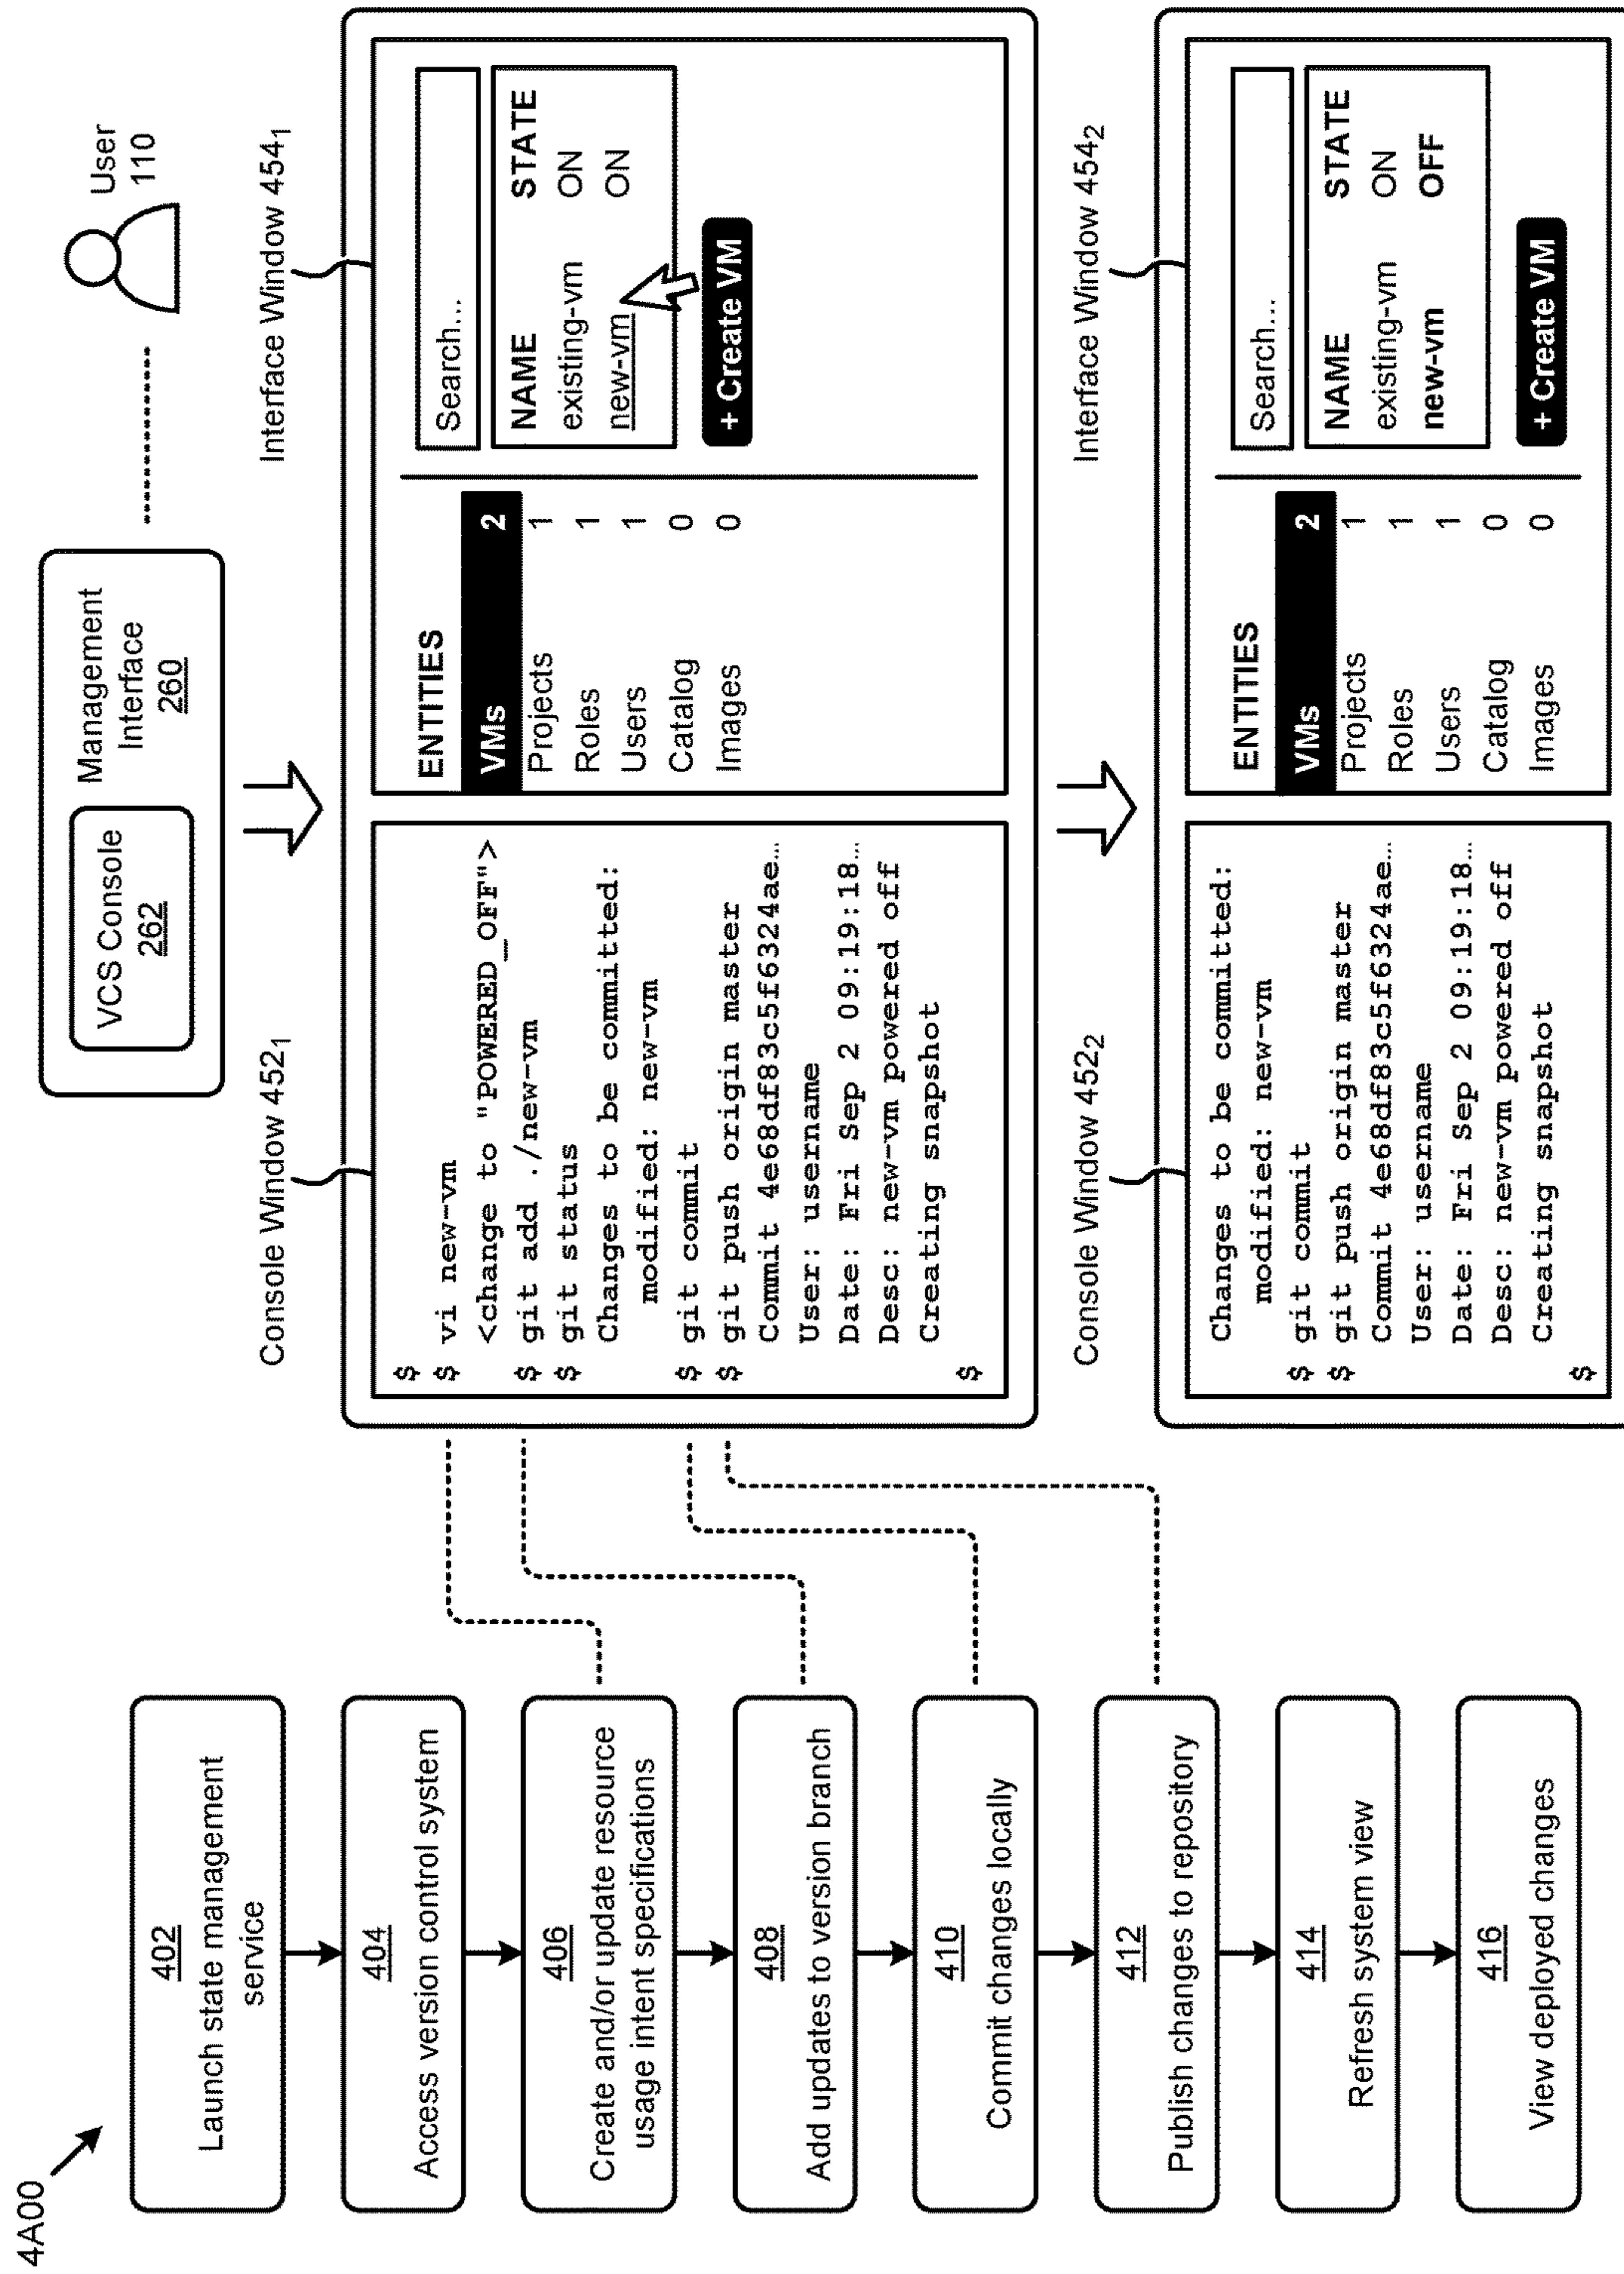 4A00
402
Launch state management
service
404
Access version control system
406
Create and/or update resource
usage intent specifications
408
Add updates to version branch
410
Commit changes locally
412
Publish changes to repository
414
Refresh system view
416
View deployed changes
VCS Console
262
Management
Interface
260
User
110
Console Window 452₁
$
$ vi new-vm
<change to "POWERED_OFF">
$ git add ./new-vm
$ git status
Changes to be committed:
modified: new-vm
$ git commit
$ git push origin master
Commit 4e68df83c5f6324ae...
User: username
Date: Fri Sep 2 09:19:18...
Desc: new-vm powered off
Creating snapshot
$
Interface Window 454₁
ENTITIES
VMs 2
Projects 1
Roles 1
Users 1
Catalog 0
Images 0
Search...
NAME STATE
existing-vm ON
new-vm ON
+ Create VM
Console Window 452₂
Changes to be committed:
modified: new-vm
$ git commit
$ git push origin master
Commit 4e68df83c5f6324ae...
User: username
Date: Fri Sep 2 09:19:18...
Desc: new-vm powered off
Creating snapshot
$
Interface Window 454₂
ENTITIES
VMs 2
Projects 1
Roles 1
Users 1
Catalog 0
Images 0
Search...
NAME STATE
existing-vm ON
new-vm OFF
+ Create VM